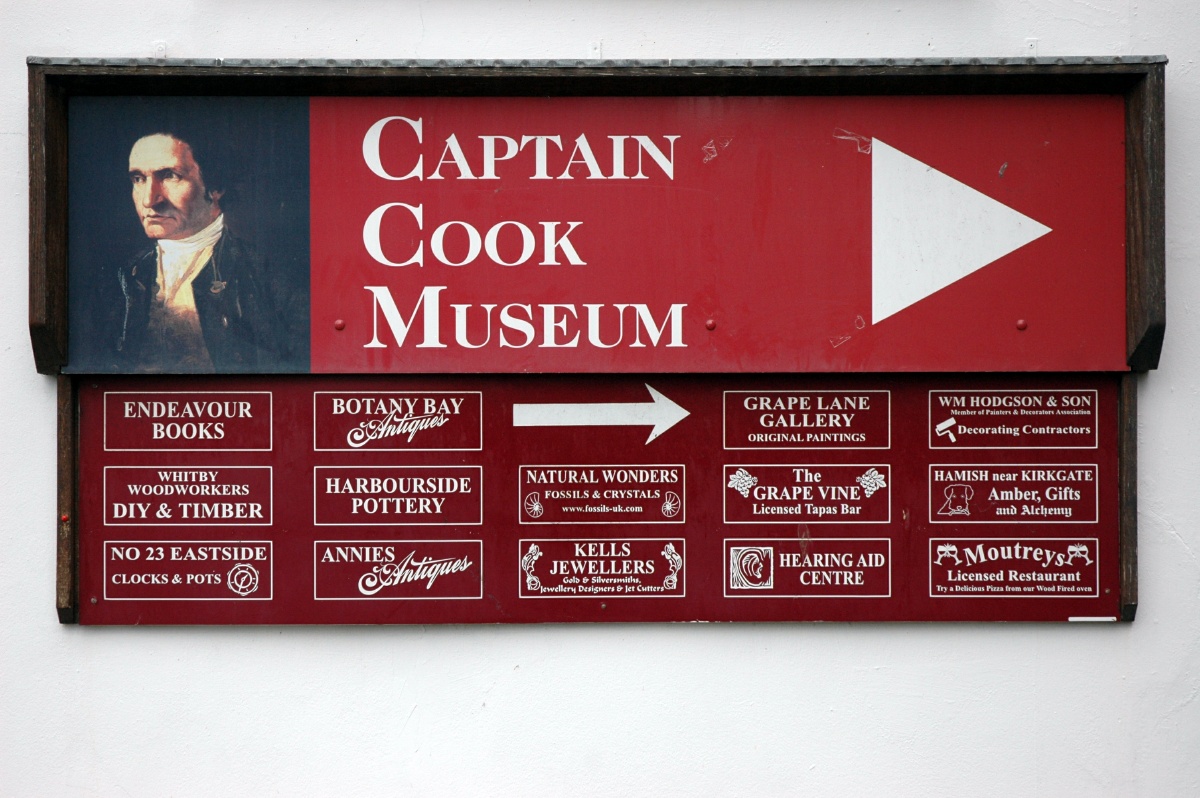 CAPTAIN
COOK
MUSEUM
ENDEAVOUR
BOOKS
BOTANY BAY
Antiques
GRAPE LANE
GALLERY
ORIGINAL PAINTINGS
WM HODGSON & SON
Member of Painters & Decorators Association
Decorating Contractors
WHITBY
WOODWORKERS
DIY & TIMBER
HARBOURSIDE
POTTERY
NATURAL WONDERS
FOSSILS & CRYSTALS
www.fossils-uk.com
The
GRAPE VINE
Licensed Tapas Bar
HAMISH near KIRKGATE
Amber, Gifts
and Alchemy
NO 23 EASTSIDE
CLOCKS & POTS
ANNIES
Antiques
KELLS
JEWELLERS
Gold & Silversmiths,
Jewellery Designers & Jet Cutters
HEARING AID
CENTRE
Moutreys
Licensed Restaurant
Try a Delicious Pizza from our Wood Fired oven